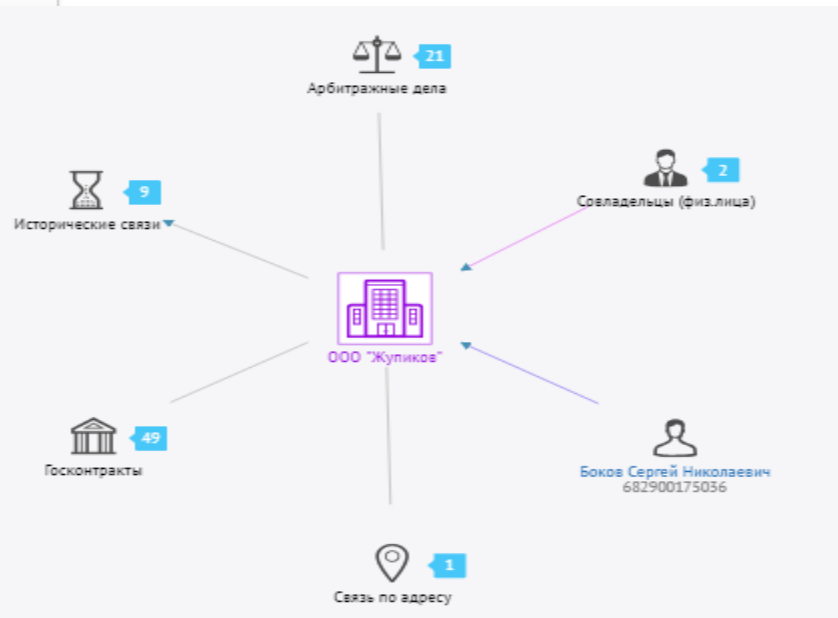 21
Арбитражные дела
2
Совладельцы (физ.лица)
9
Исторические связи
ООО "Жупиков"
49
Госконтракты
Боков Сергей Николаевич
682900175036
1
Связь по адресу